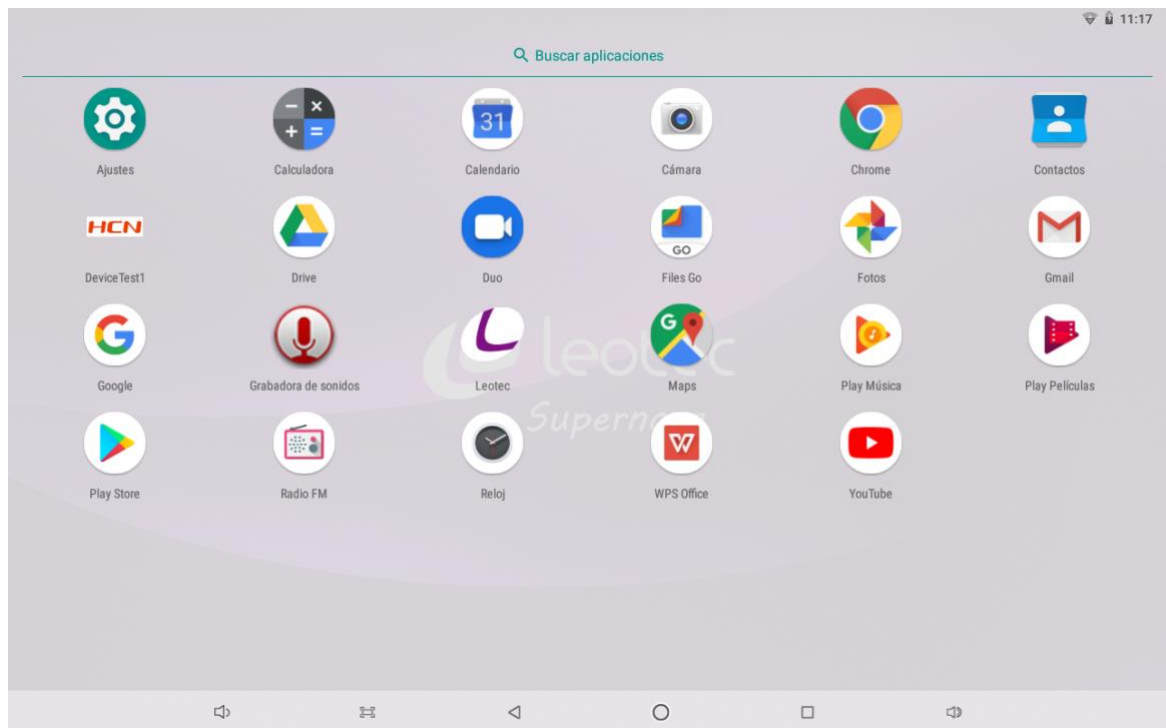 11:17
Buscar aplicaciones
31
Ajustes Calculadora Calendario Cámara Chrome Contactos
HCN
GO
DeviceTest1 Drive Duo Files Go Fotos Gmail
G
leotec
Google Grabadora de sonidos Leotec Maps Play Música Play Películas
Supernova
Play Store Radio FM Reloj WPS Office YouTube